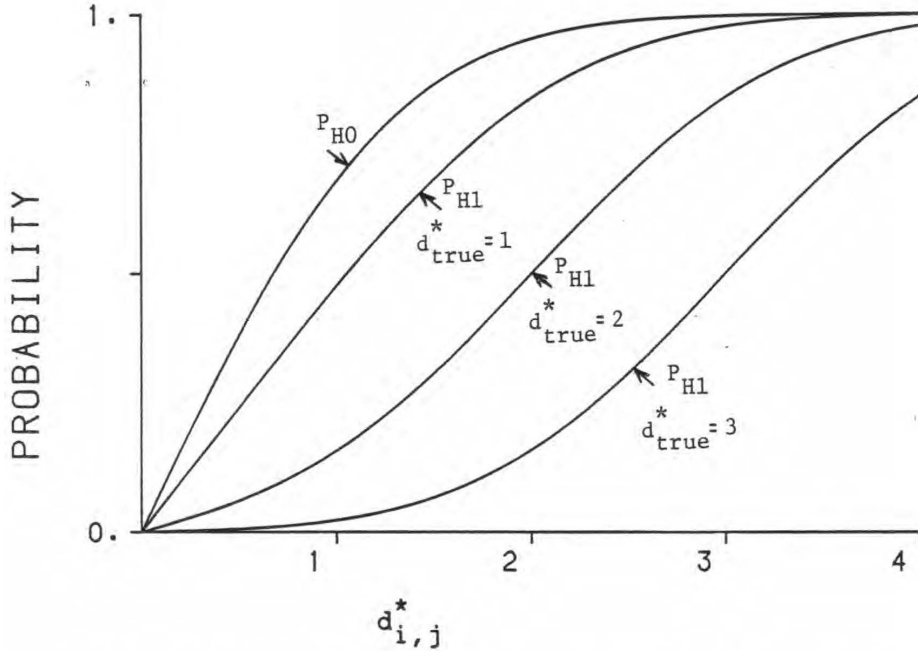 1.
P_H0
P_H1
d*_true=1
P_H1
d*_true=2
P_H1
d*_true=3
PROBABILITY
0.
1 2 3 4
d*_i,j